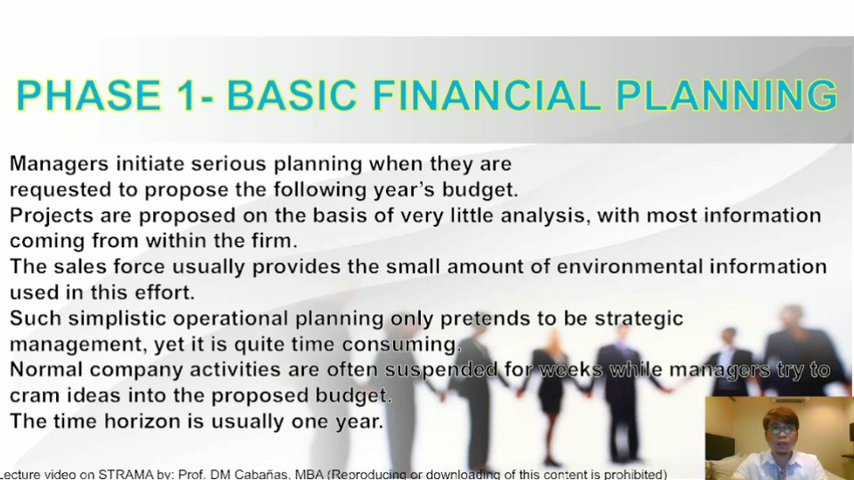 PHASE 1- BASIC FINANCIAL PLANNING
Managers initiate serious planning when they are
requested to propose the following year's budget.
Projects are proposed on the basis of very little analysis, with most information
coming from within the firm.
The sales force usually provides the small amount of environmental information
used in this effort.
Such simplistic operational planning only pretends to be strategic
management, yet it is quite time consuming.
Normal company activities are often suspended for weeks while managers try to
cram ideas into the proposed budget.
The time horizon is usually one year.
Lecture video on STRAMA by: Prof. DM Cabañas, MBA (Reproducing or downloading of this content is prohibited)